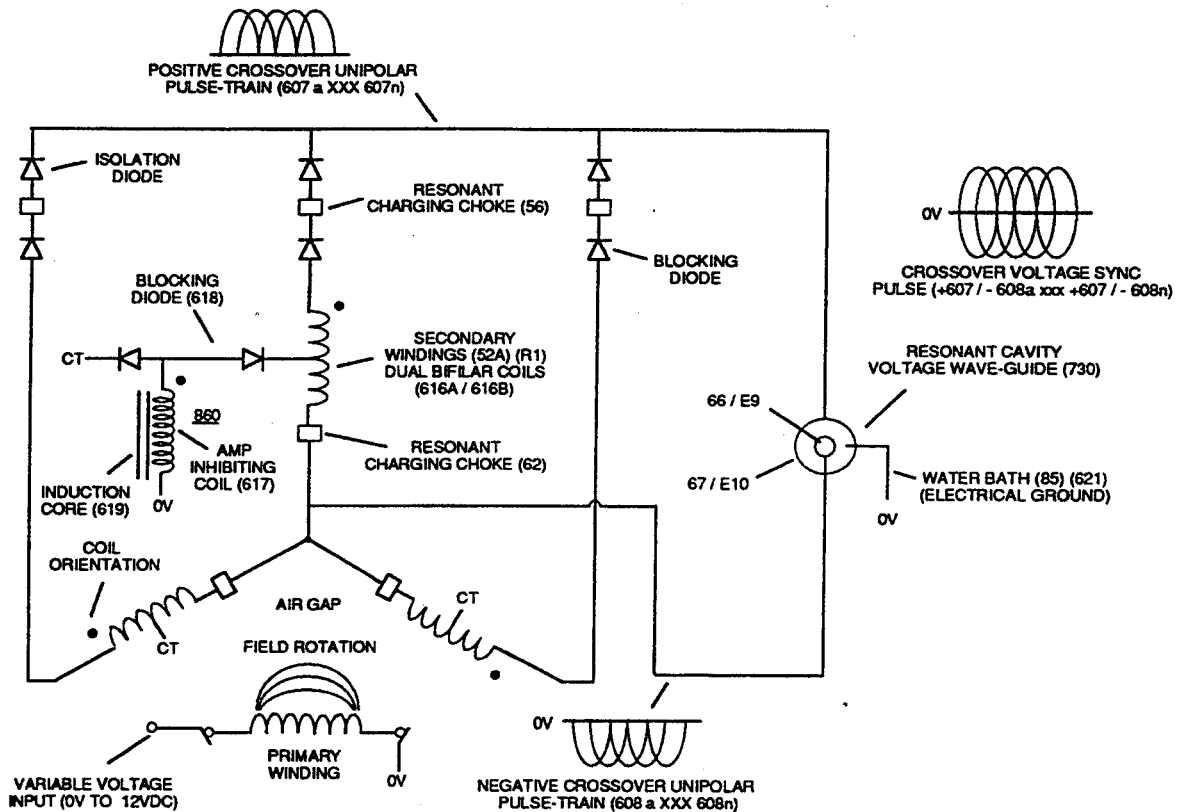 POSITIVE CROSSOVER UNIPOLAR
PULSE-TRAIN (607 a XXX 607n)
ISOLATION
DIODE
RESONANT
CHARGING CHOKE (56)
BLOCKING
DIODE
0V
CROSSOVER VOLTAGE SYNC
PULSE (+607 / - 608a xxx +607 / - 608n)
BLOCKING
DIODE (618)
CT
SECONDARY
WINDINGS (52A) (R1)
DUAL BIFILAR COILS
(616A / 616B)
RESONANT CAVITY
VOLTAGE WAVE-GUIDE (730)
66 / E9
860
AMP
INHIBITING
COIL (617)
RESONANT
CHARGING CHOKE (62)
67 / E10
INDUCTION
CORE (619)
0V
WATER BATH (85) (621)
(ELECTRICAL GROUND)
0V
COIL
ORIENTATION
CT
AIR GAP
CT
FIELD ROTATION
PRIMARY
WINDING
0V
0V
VARIABLE VOLTAGE
INPUT (0V TO 12VDC)
NEGATIVE CROSSOVER UNIPOLAR
PULSE-TRAIN (608 a XXX 608n)